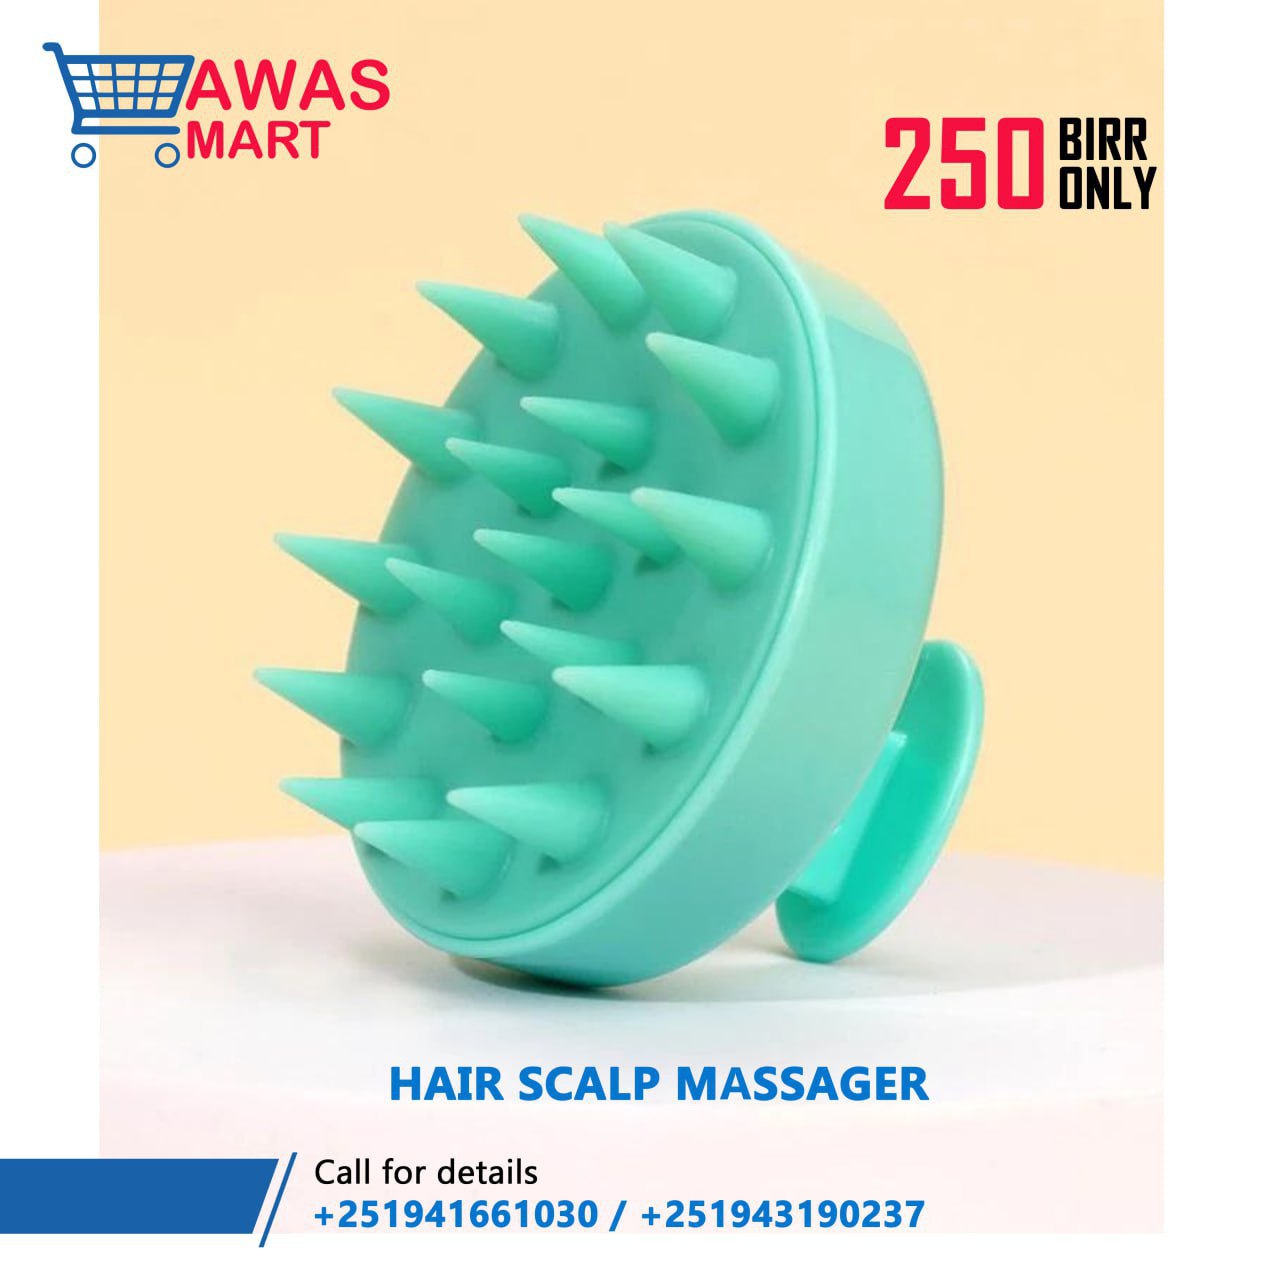 AWAS
MART
250 BIRR
ONLY
HAIR SCALP MASSAGER
Call for details
+251941661030 / +251943190237